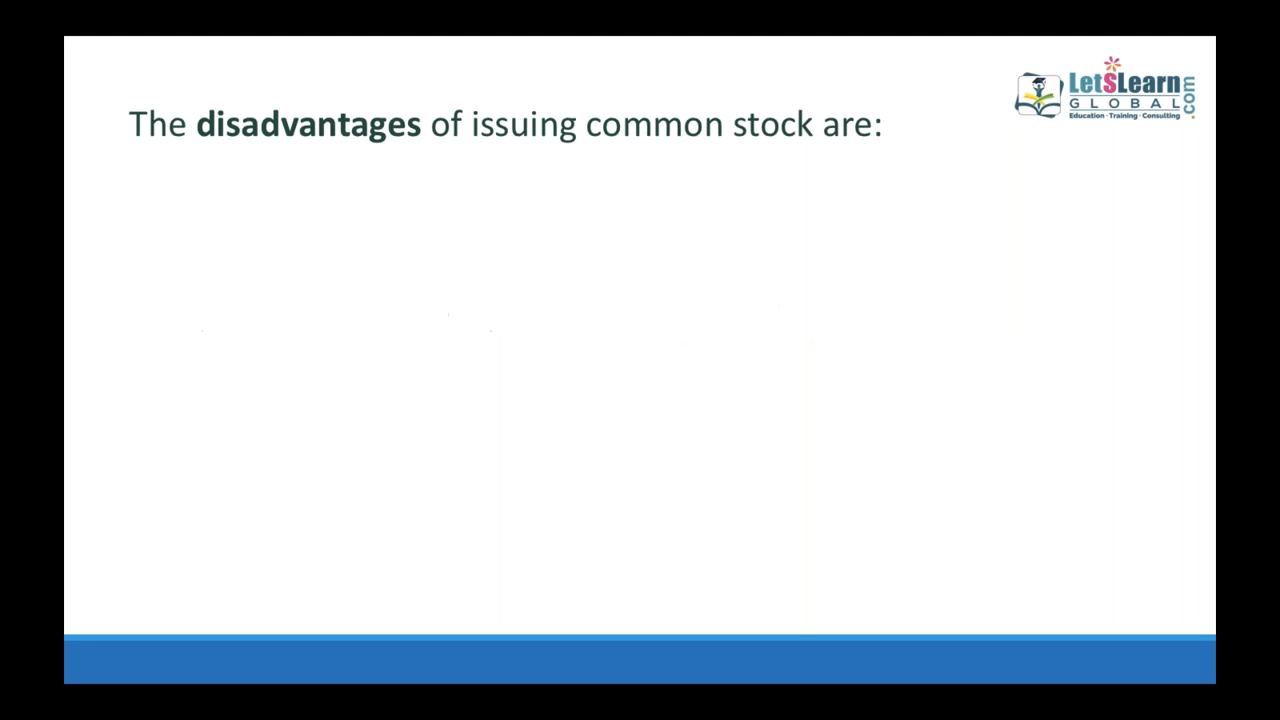 The disadvantages of issuing common stock are:
LetSLearn
GLOBAL
.com
Education · Training · Consulting